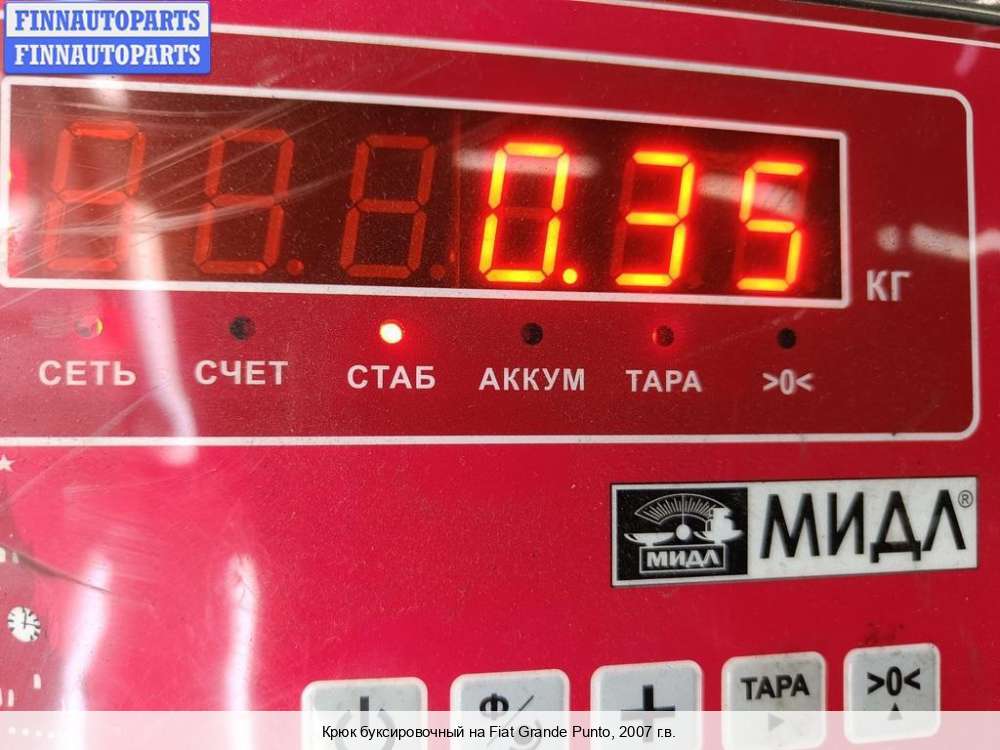 FINNAUTOPARTS
FINNAUTOPARTS
0.35
КГ
СЕТЬ СЧЕТ СТАБ АККУМ ТАРА >0<
МИДЛ МИДЛ®
Ф/ + ТАРА >0<
Крюк буксировочный на Fiat Grande Punto, 2007 г.в.